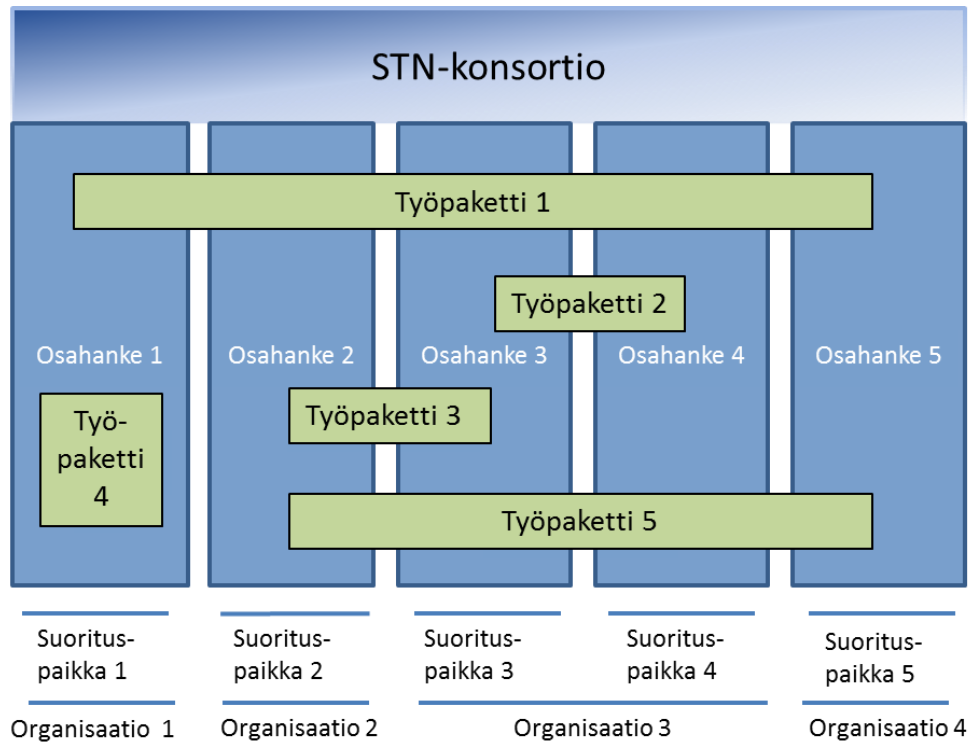 STN-konsortio
Työpaketti 1
Työpaketti 2
Osahanke 1
Osahanke 2
Osahanke 3
Osahanke 4
Osahanke 5
Työpaketti 3
Työ-
paketti
4
Työpaketti 5
Suoritus-
paikka 1
Suoritus-
paikka 2
Suoritus-
paikka 3
Suoritus-
paikka 4
Suoritus-
paikka 5
Organisaatio 1
Organisaatio 2
Organisaatio 3
Organisaatio 4